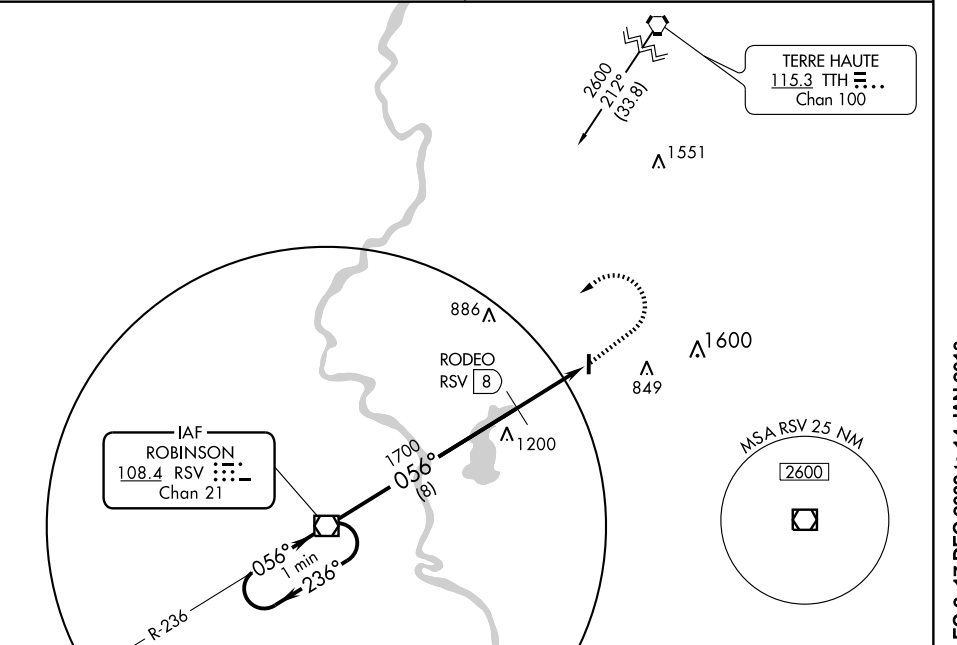 TERRE HAUTE
115.3 TTH
Chan 100
2600
212°
(33.8)
1551
886
1600
849
RODEO
RSV 8
1200
1700
056°
(8)
IAF
ROBINSON
108.4 RSV
Chan 21
MSA RSV 25 NM
2600
056°
1 min
236°
R-236